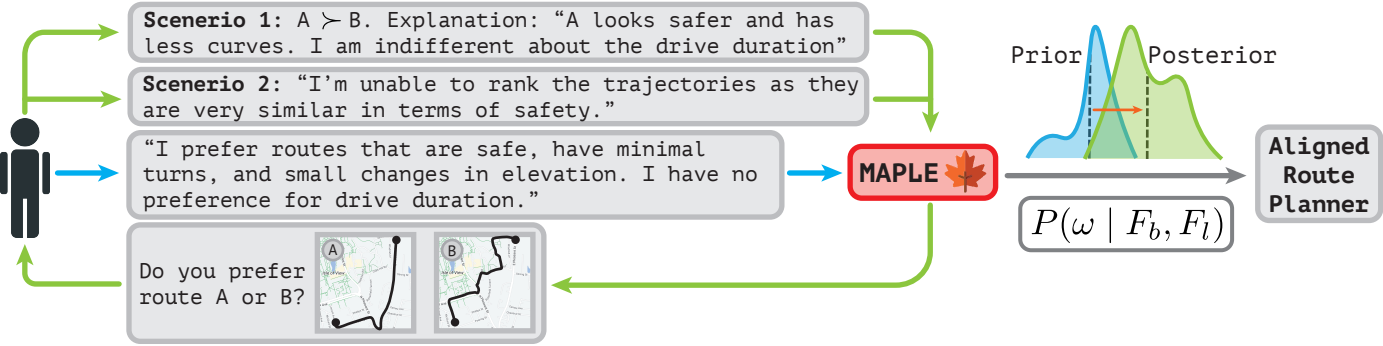 Scenario 1: A ≻ B. Explanation: “A looks safer and has
less curves. I am indifferent about the drive duration”
Scenario 2: “I’m unable to rank the trajectories as they
are very similar in terms of safety.”
“I prefer routes that are safe, have minimal
turns, and small changes in elevation. I have no
preference for drive duration.”
Do you prefer
route A or B?
A
B
MAPLE
Prior
Posterior
P(ω | F_b, F_l)
Aligned
Route
Planner